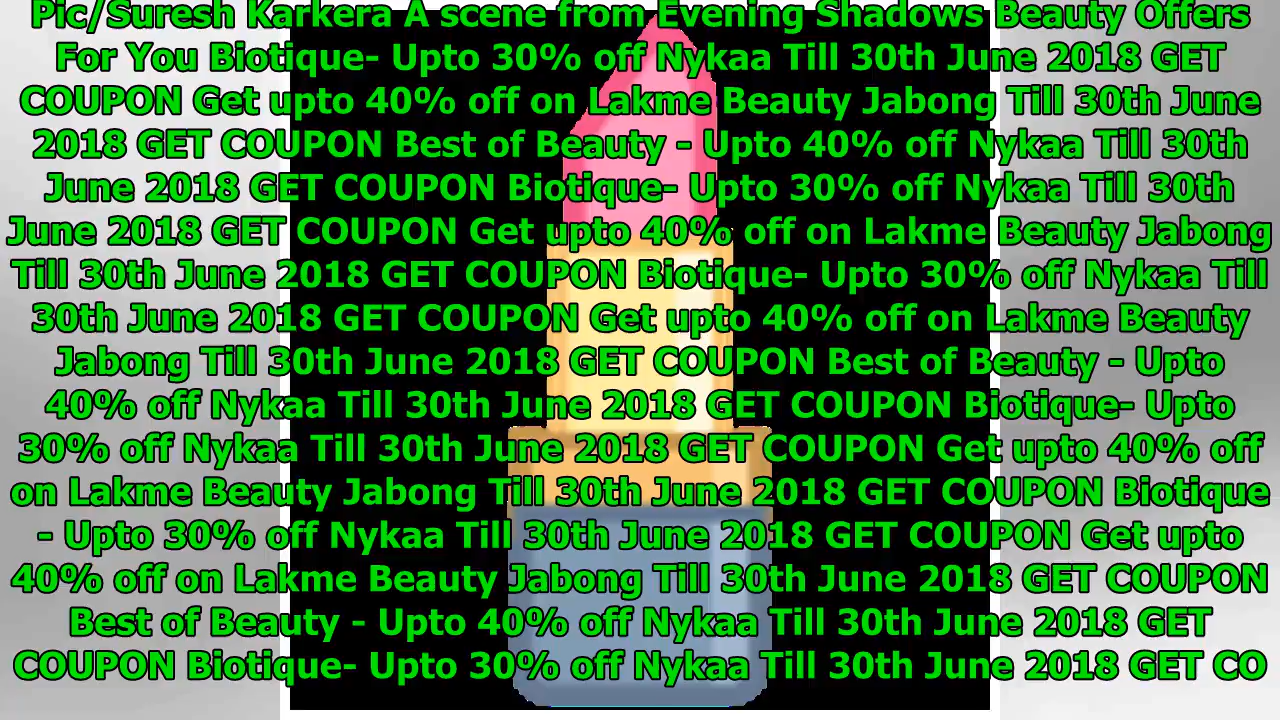 Pic/Suresh Karkera A scene from Evening Shadows Beauty Offers
For You Biotique- Upto 30% off Nykaa Till 30th June 2018 GET
COUPON Get upto 40% off on Lakme Beauty Jabong Till 30th June
2018 GET COUPON Best of Beauty - Upto 40% off Nykaa Till 30th
June 2018 GET COUPON Biotique- Upto 30% off Nykaa Till 30th
June 2018 GET COUPON Get upto 40% off on Lakme Beauty Jabong
Till 30th June 2018 GET COUPON Biotique- Upto 30% off Nykaa Till
30th June 2018 GET COUPON Get upto 40% off on Lakme Beauty
Jabong Till 30th June 2018 GET COUPON Best of Beauty - Upto
40% off Nykaa Till 30th June 2018 GET COUPON Biotique- Upto
30% off Nykaa Till 30th June 2018 GET COUPON Get upto 40% off
on Lakme Beauty Jabong Till 30th June 2018 GET COUPON Biotique
- Upto 30% off Nykaa Till 30th June 2018 GET COUPON Get upto
40% off on Lakme Beauty Jabong Till 30th June 2018 GET COUPON
Best of Beauty - Upto 40% off Nykaa Till 30th June 2018 GET
COUPON Biotique- Upto 30% off Nykaa Till 30th June 2018 GET CO